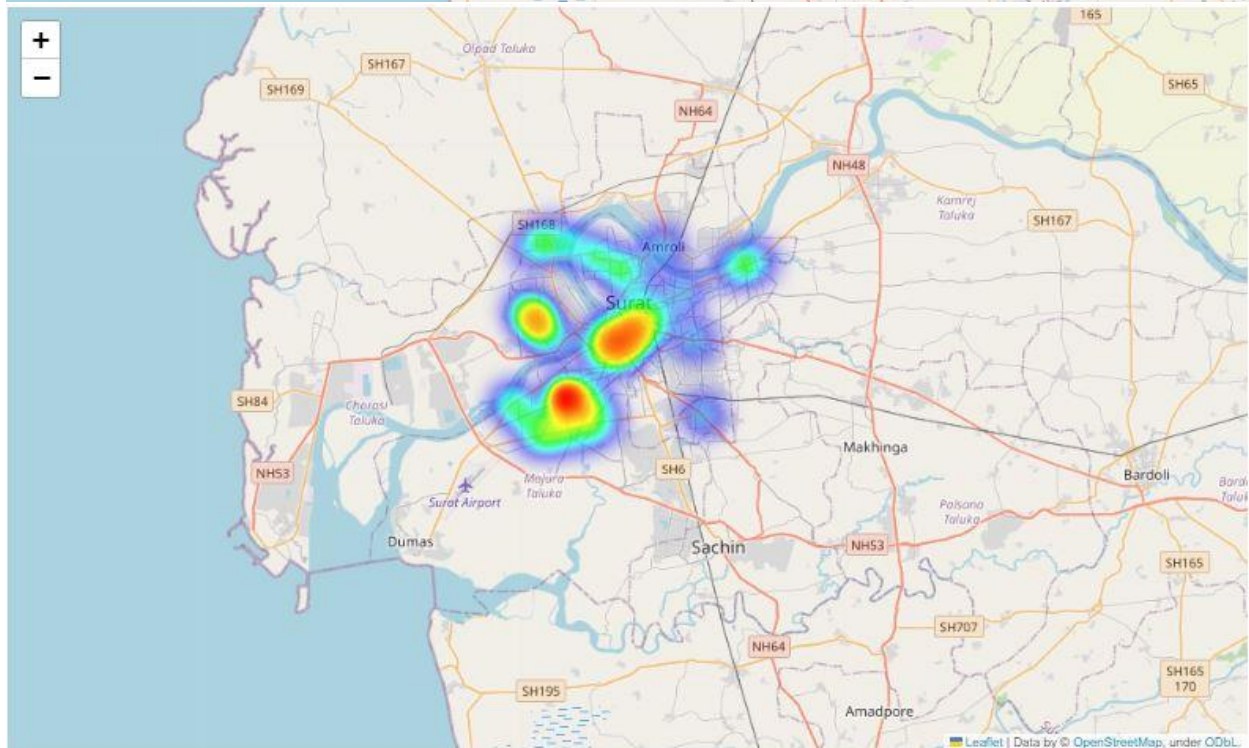 +
−
165
Olpad Taluka
SH167
SH65
SH169
NH64
NH48
Kamrej
Taluka
SH167
SH168
Amroli
Surat
SH84
Chorasi
Taluka
Makhinga
SH6
Bardoli
NH53
Majura
Taluka
Surat Airport
Palsana
Taluka
Dumas
Sachin
NH53
SH165
SH707
NH64
SH195
SH165
170
Amadpore
Leaflet | Data by © OpenStreetMap, under ODbL.